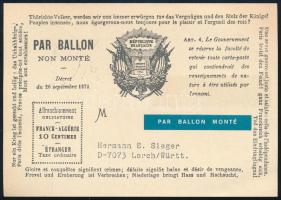 Thörichte Völker, werden wir uns immer erwürgen für das Vergnügen und den Stolz der Könige?
Peuples insensés, nous égorgerons-nous toujours pour le plaisir et l'orgueil des rois?
PAR BALLON
NON MONTÉ
Décret
du 26 septembre 1870
RÉPUBLIQUE
FRANÇAISE
ART. 4. Le Gouvernement
se réserve la faculté de
retenir toute carte-poste
qui contiendrait des
renseignements de na-
ture à être utilisés par
l'ennemi.
Affranchissement
OBLIGATOIRE
FRANCE-ALGÉRIE
10 CENTIMES
ÉTRANGER
Taxe ordinaire
M
PAR BALLON MONTÉ
Hermann E. Sieger
D-7073 Lorch/Württ.
Gloire et conquêtes signifient crimes; défaite signifie haine et désir de vengeance.
Frevel und Eroberung ist Verbrechen; Niederlage bringt Hass und Rachsucht.